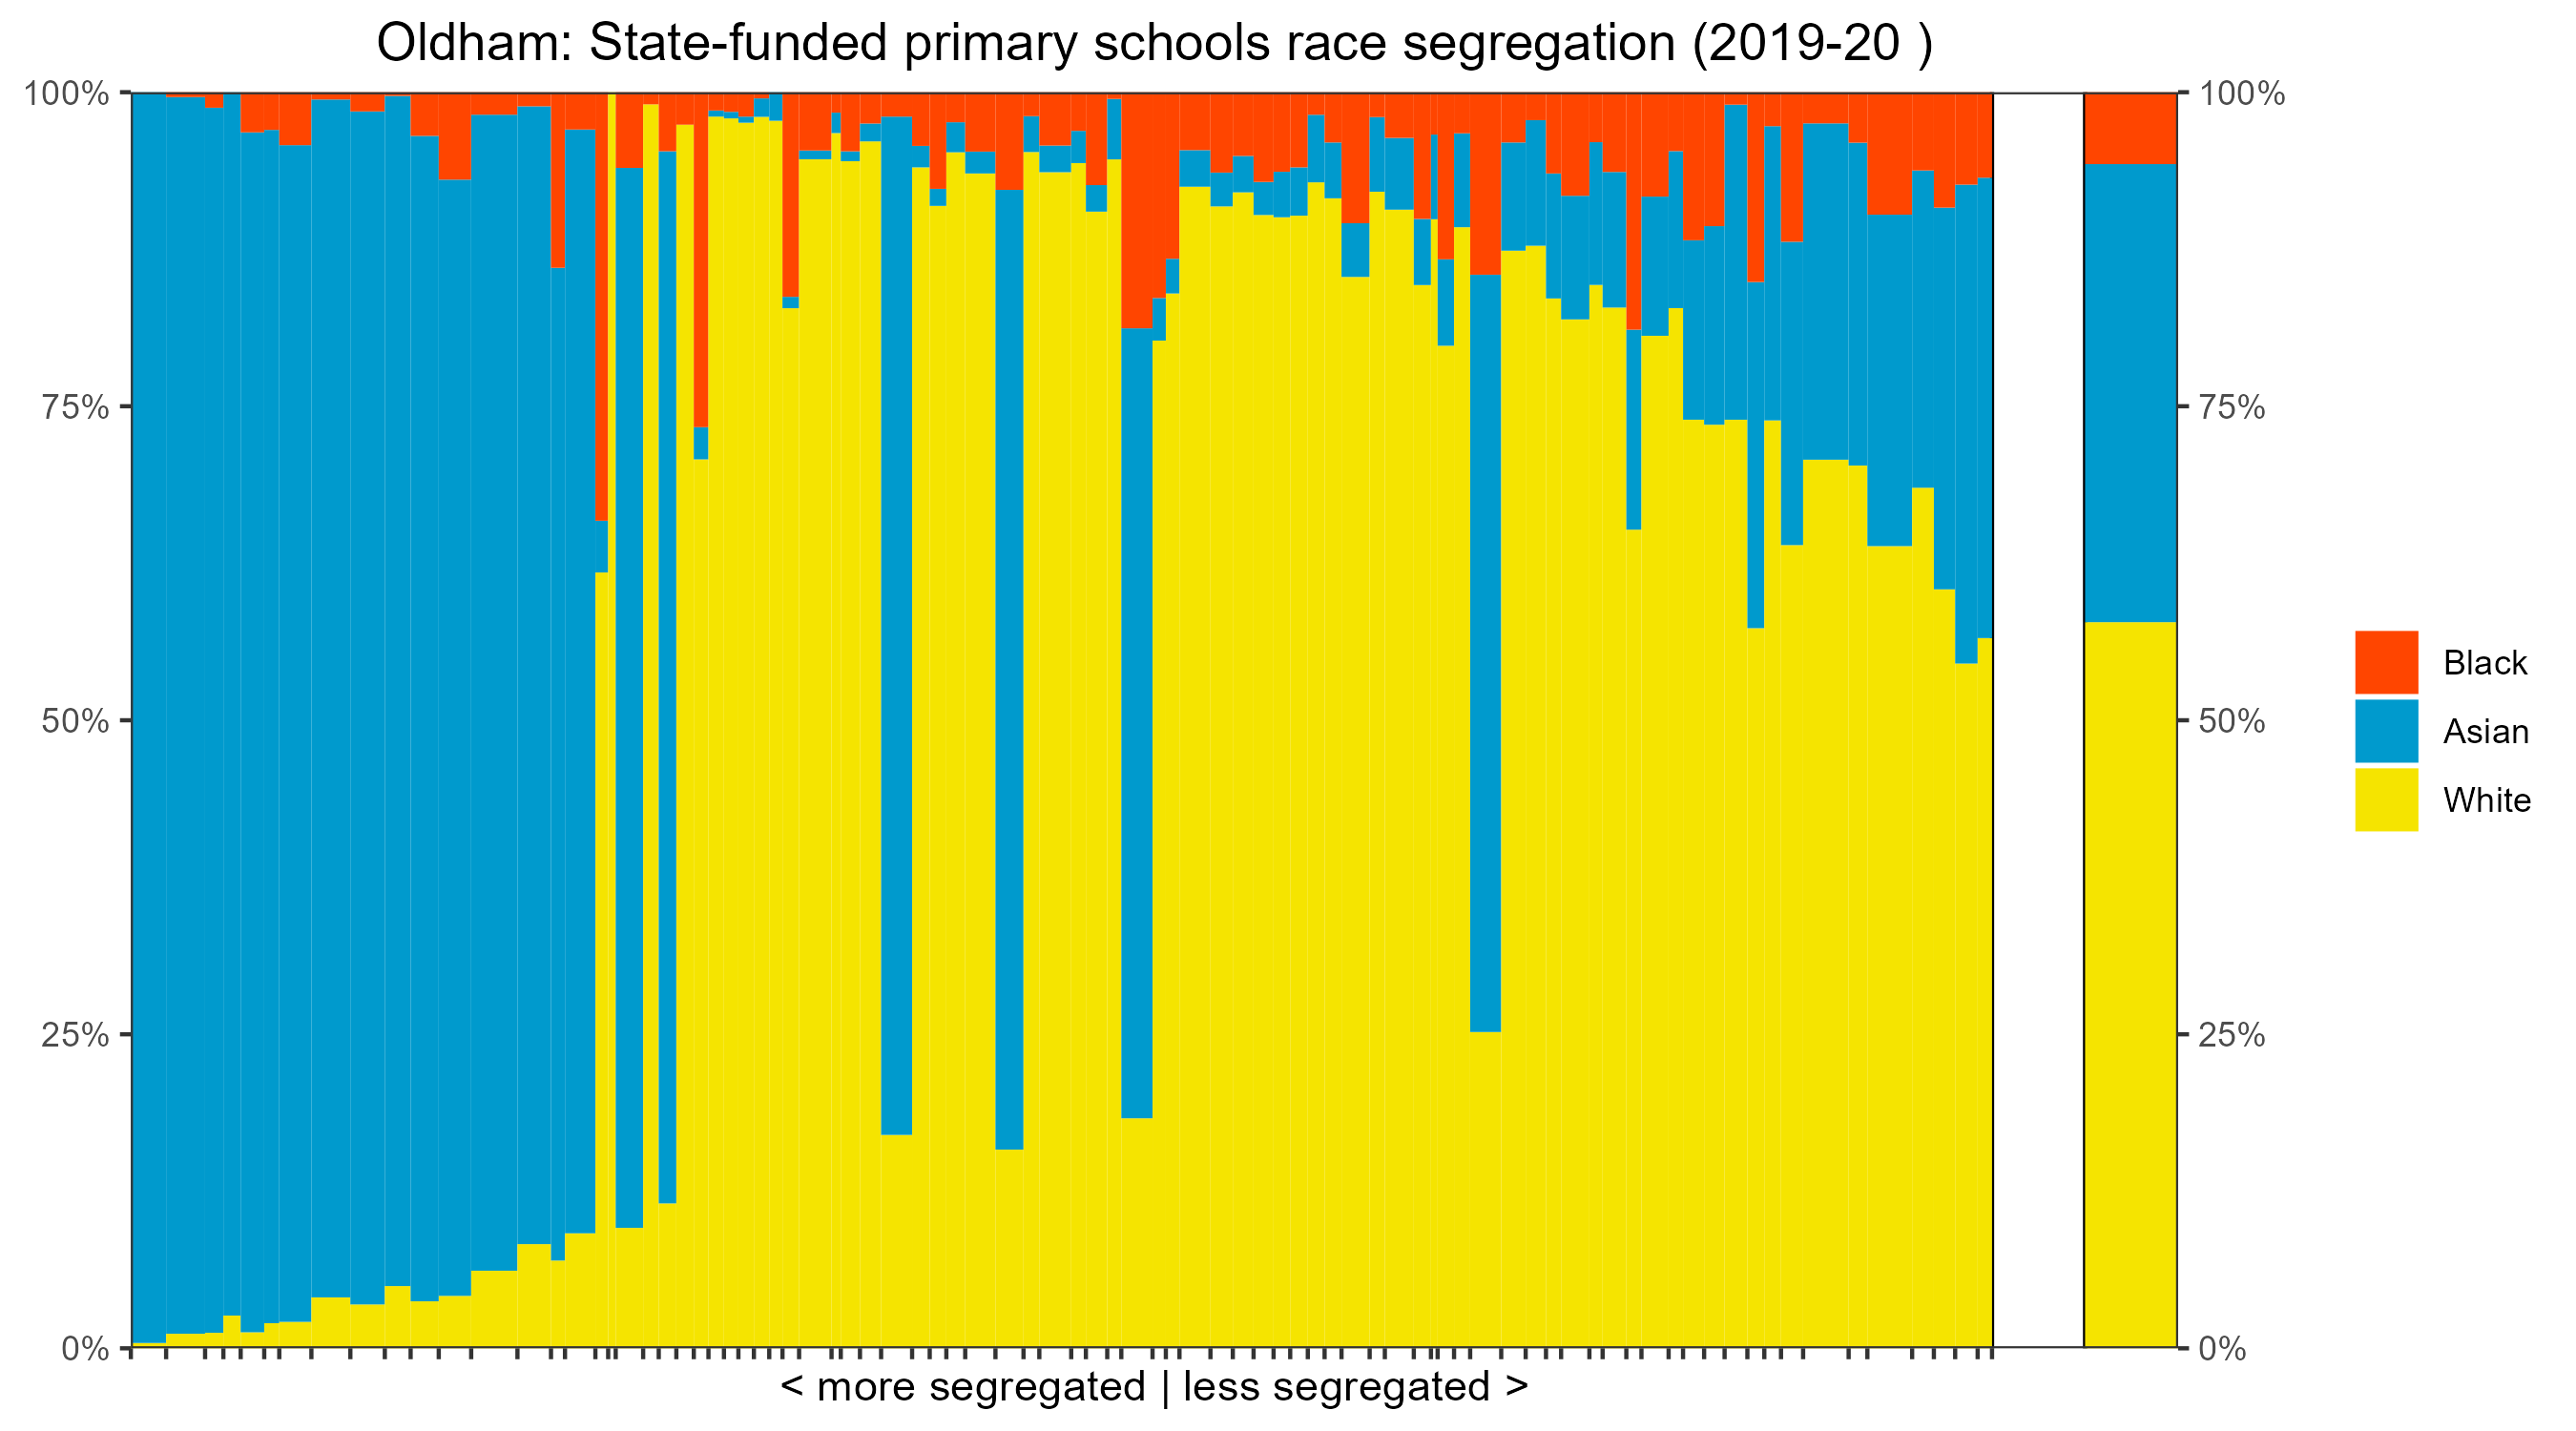 Oldham: State-funded primary schools race segregation (2019-20 )
100%
75%
50%
25%
0%
100%
75%
50%
25%
0%
Black
Asian
White
< more segregated | less segregated >